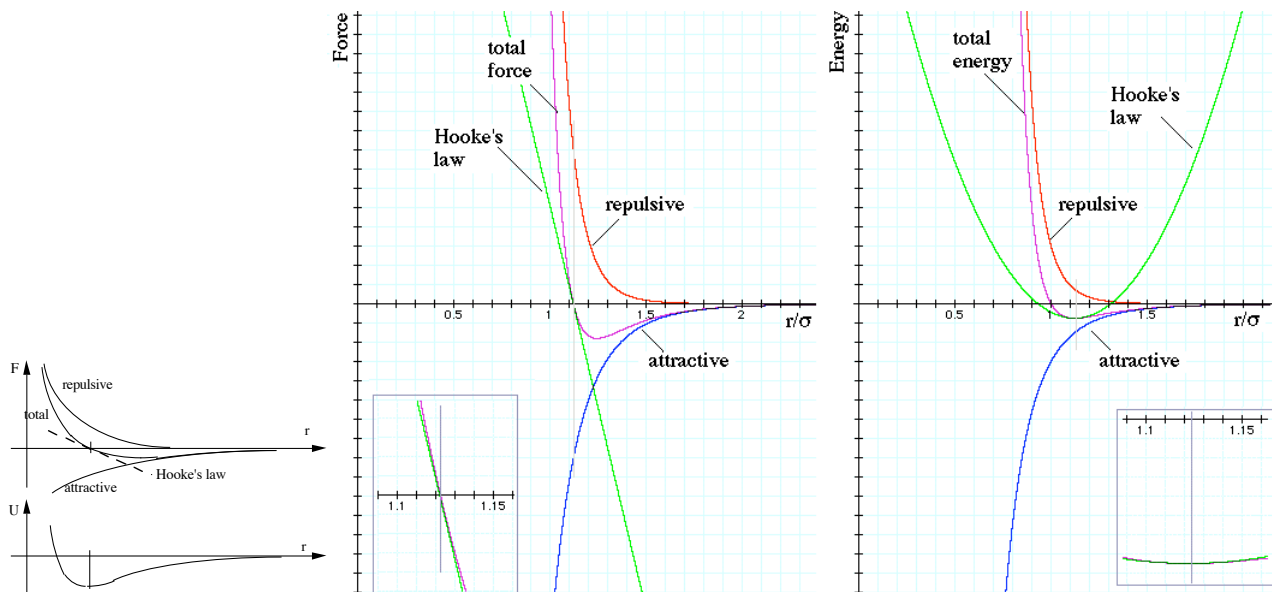 F
repulsive
total
r
Hooke's law
attractive
U
r
Force
total
force
Hooke's
law
repulsive
0.5
1
1.5
2
r/σ
attractive
1.1
1.15
Energy
total
energy
Hooke's
law
repulsive
0.5
1
1.5
r/σ
attractive
1.1
1.15